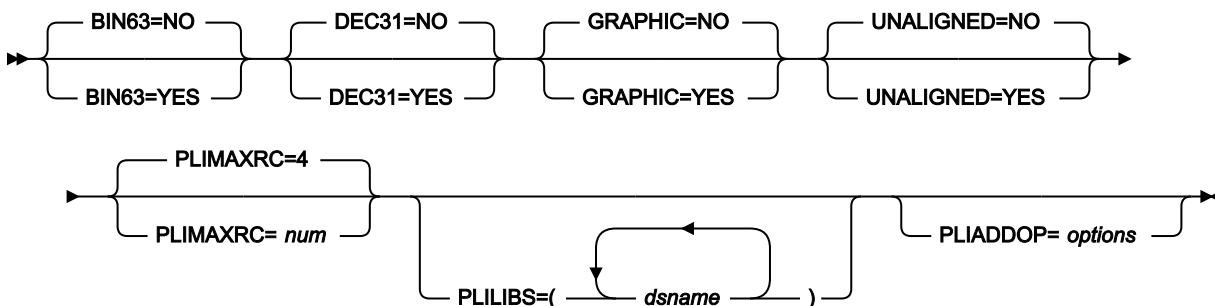 BIN63=NO DEC31=NO GRAPHIC=NO UNALIGNED=NO
BIN63=YES DEC31=YES GRAPHIC=YES UNALIGNED=YES
PLIMAXRC=4
PLIMAXRC= num PLIADDOP= options
PLILIBS=( dsname )